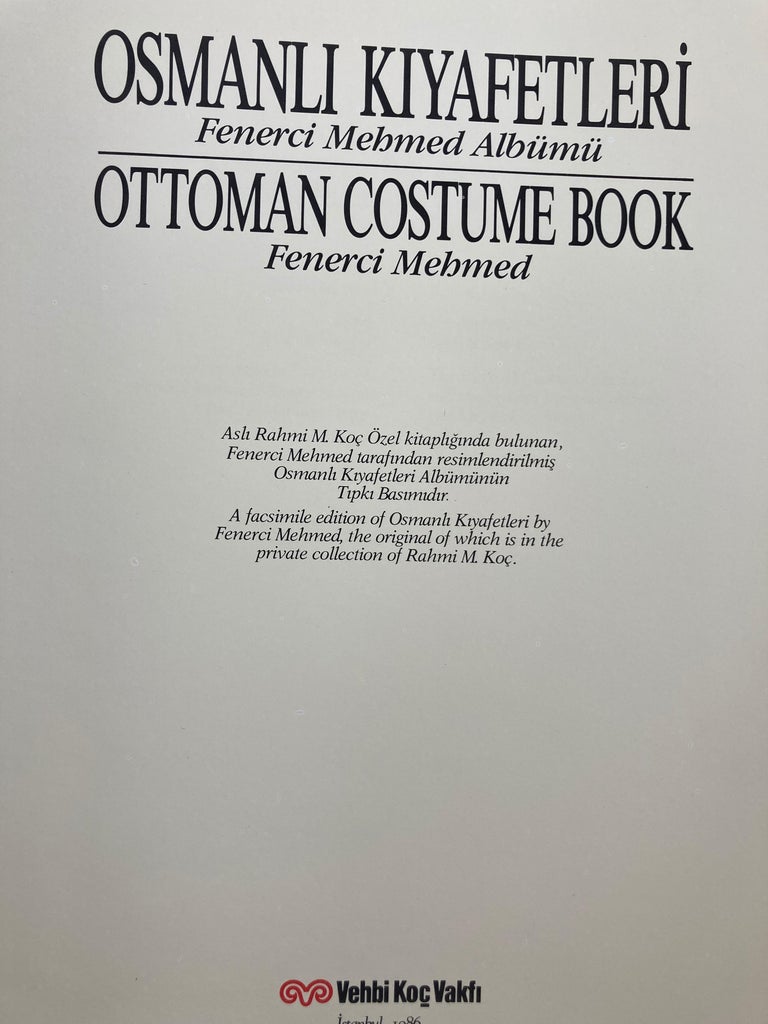 OSMANLI KIYAFETLERİ
Fenerci Mehmed Albümü
OTTOMAN COSTUME BOOK
Fenerci Mehmed
Aslı Rahmi M. Koç Özel kitaplığında bulunan,
Fenerci Mehmed tarafından resimlendirilmiş
Osmanlı Kıyafetleri Albümünün
Tıpkı Basımıdır.
A facsimile edition of Osmanlı Kıyafetleri by
Fenerci Mehmed, the original of which is in the
private collection of Rahmi M. Koç.
Vehbi Koç Vakfı
İstanbul 1986